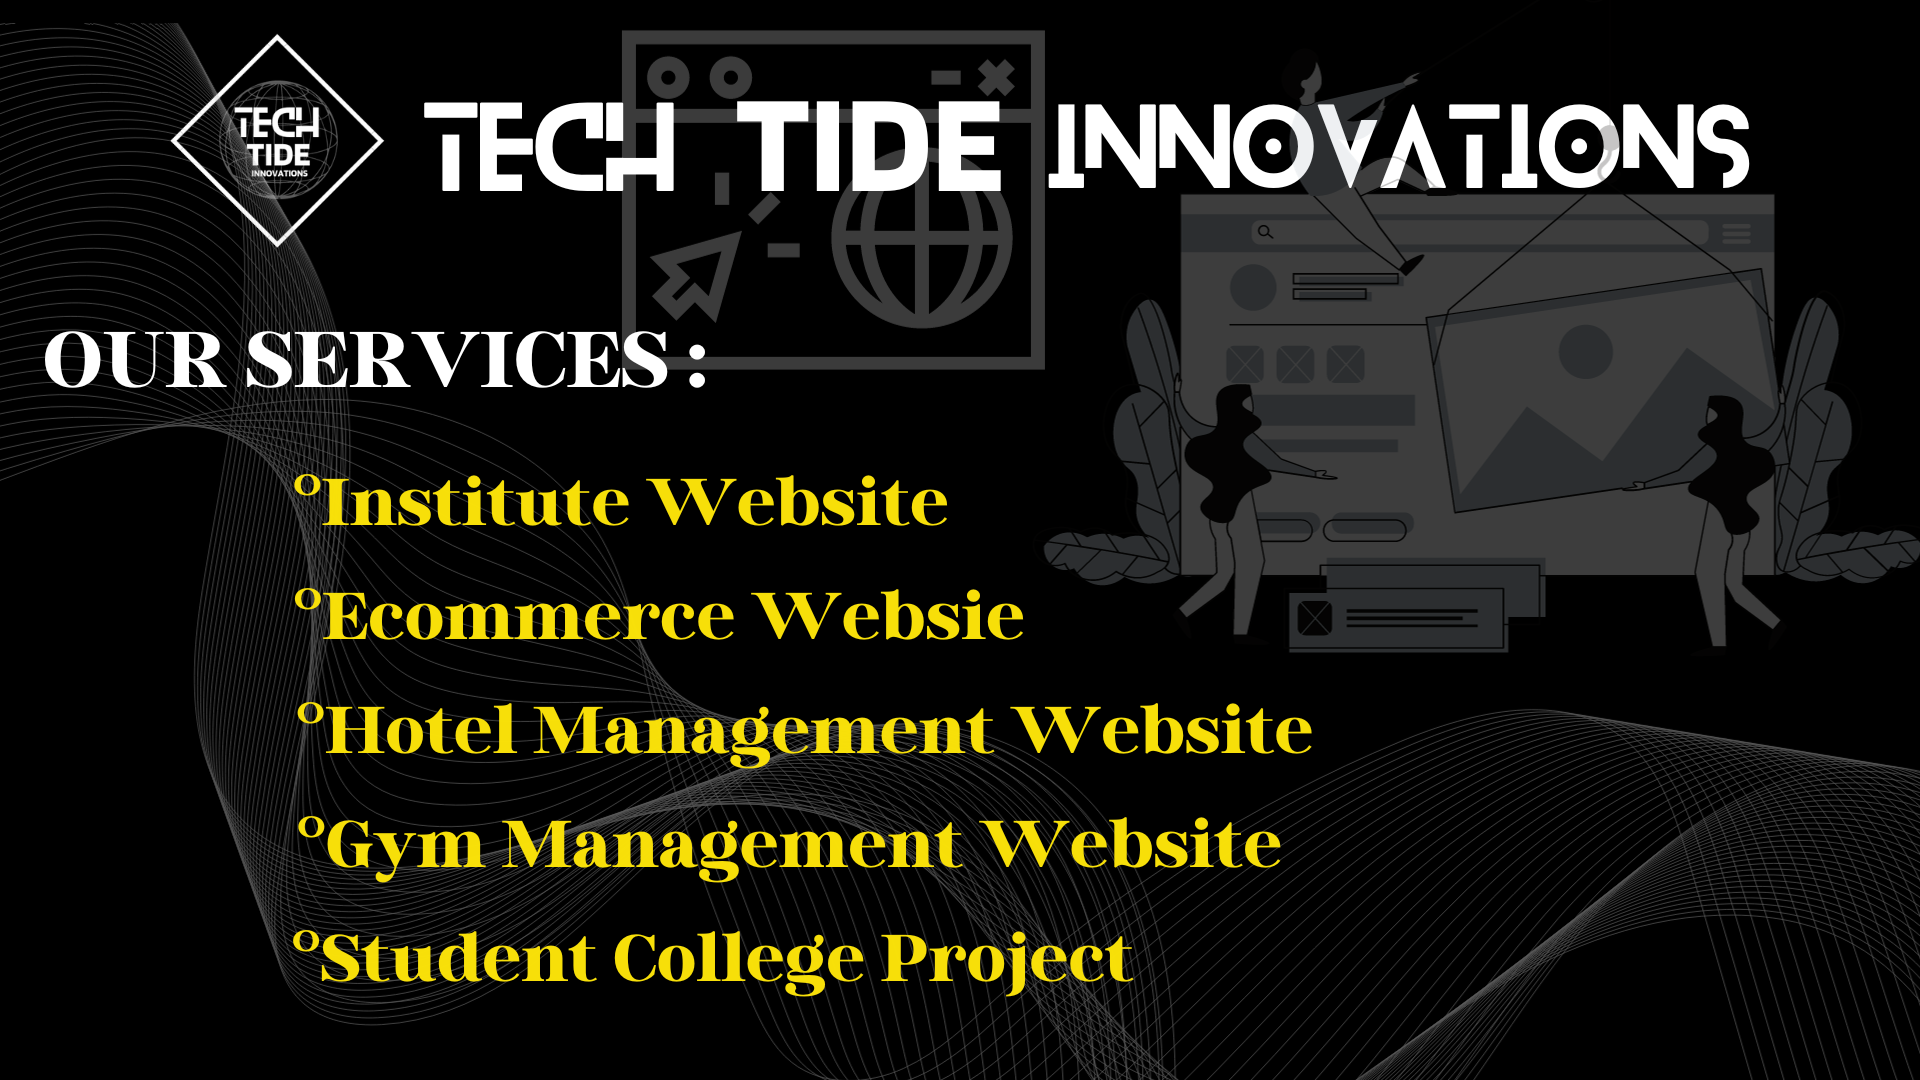 TECH
TIDE
INNOVATIONS
TECH TIDE INNOVATIONS
OUR SERVICES :
°Institute Website
°Ecommerce Websie
°Hotel Management Website
°Gym Management Website
°Student College Project